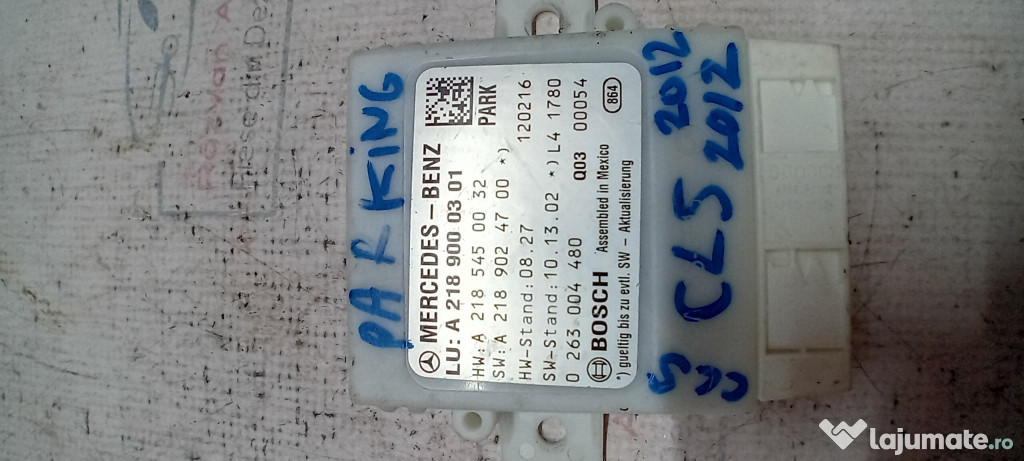 PARKING
MERCEDES-BENZ
LU: A 218 900 03 01
HW: A 218 545 00 32
PARK
SW: A 218 902 47 00 *)
HW-Stand: 08.27 120216
SW-Stand: 10.13.02 *) L4 1780
0 263 004 480 Q03 00054
BOSCH Assembled in Mexico
864
*) gueltig bis zu evtl. SW - Aktualisierung
CLS 2012
2012
lajumate.ro